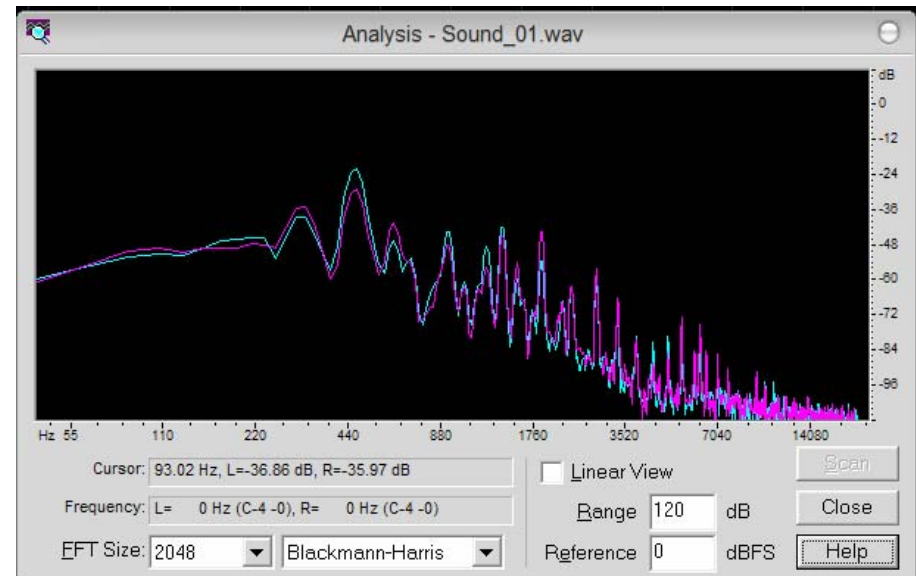 Analysis - Sound_01.wav
dB
0
-12
-24
-36
-48
-60
-72
-84
-96
Hz 55 110 220 440 880 1760 3520 7040 14080
Cursor: 93.02 Hz, L=-36.86 dB, R=-35.97 dB
Linear View
Scan
Frequency: L= 0 Hz (C-4 -0), R= 0 Hz (C-4 -0)
Range 120 dB
Close
FFT Size: 2048 Blackmann-Harris
Reference 0 dBFS
Help